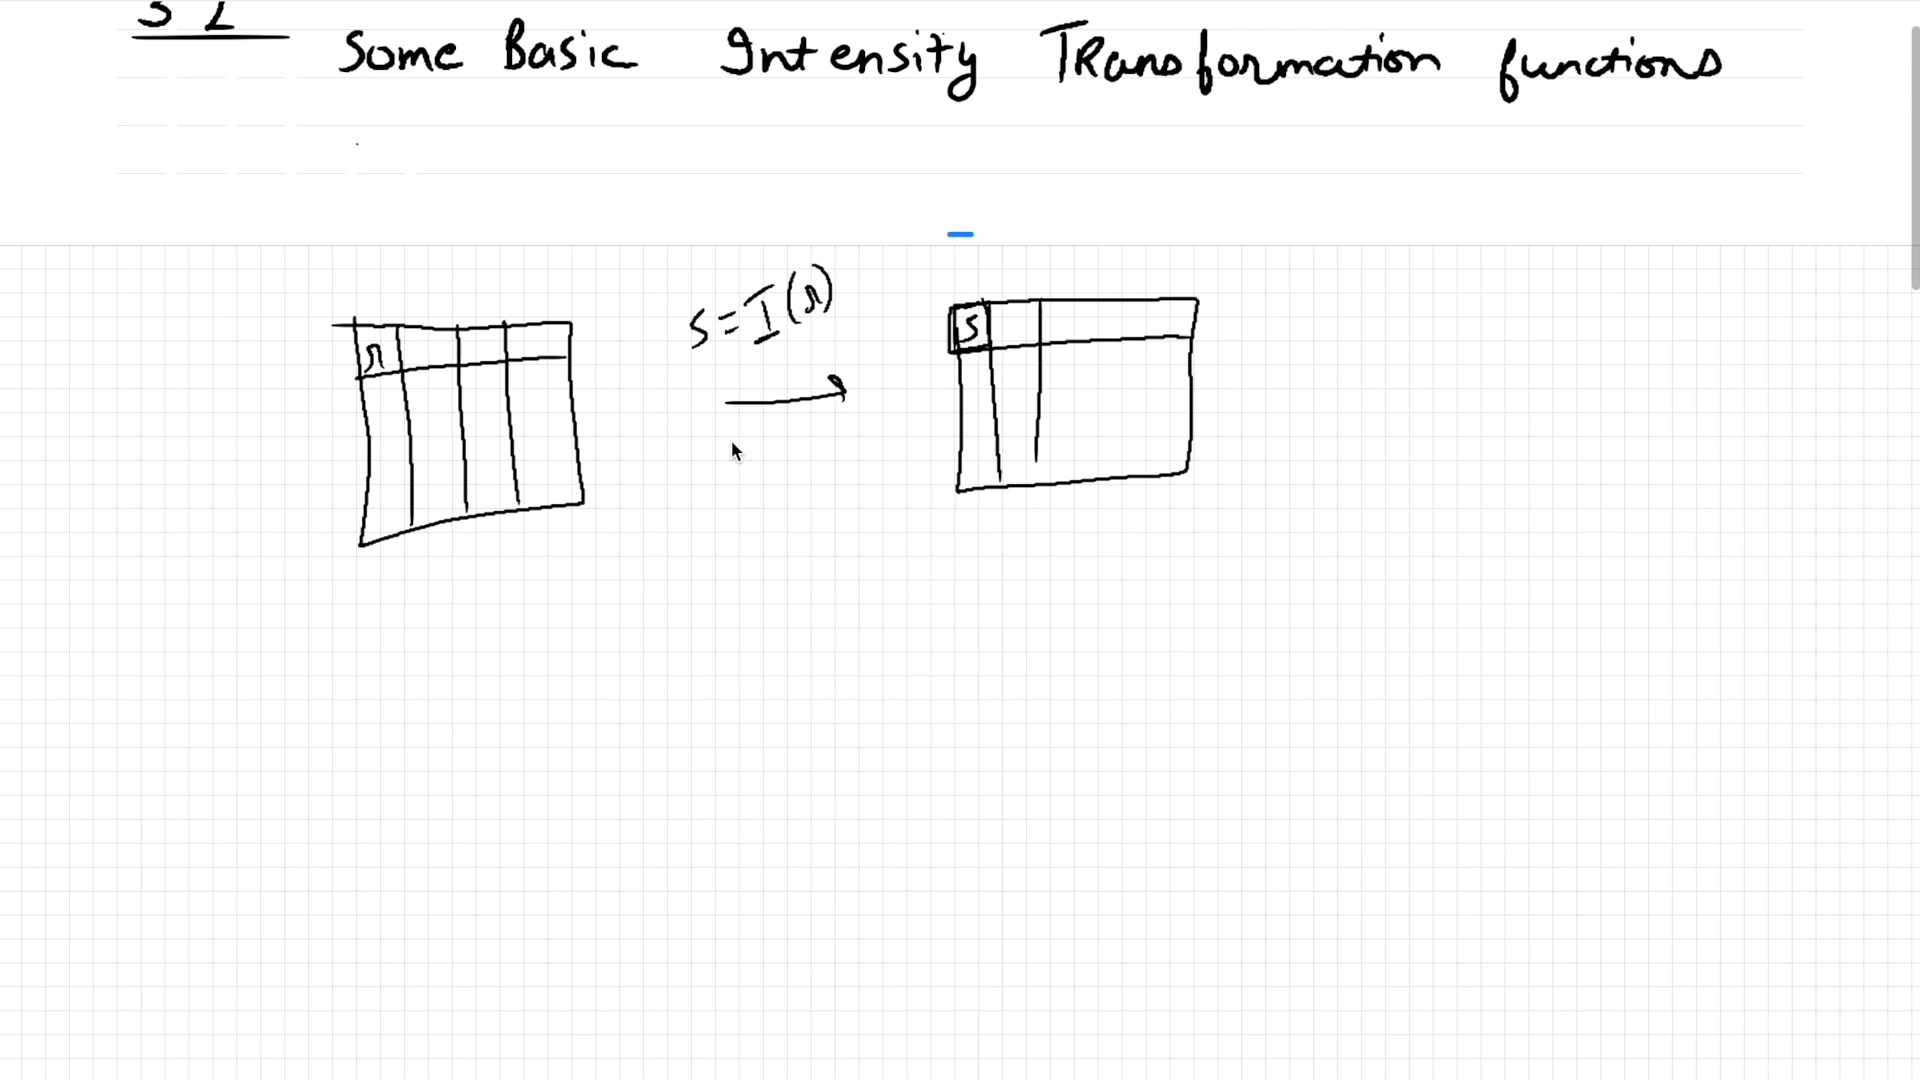 Some Basic Intensity Transformation functions
s = I(r)
r
s